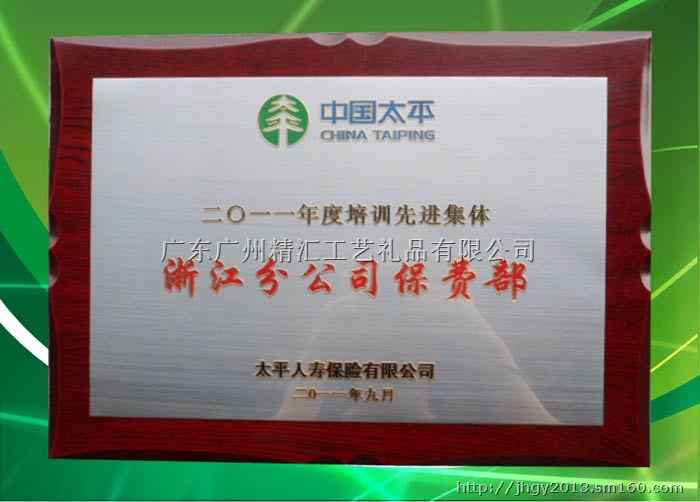 中国太平
CHINA TAIPING
二〇一一年度培训先进集体
广东广州精汇工艺礼品有限公司
浙江分公司保费部
太平人寿保险有限公司
二〇一一年九月
https://jhgy2013.sm160.com/